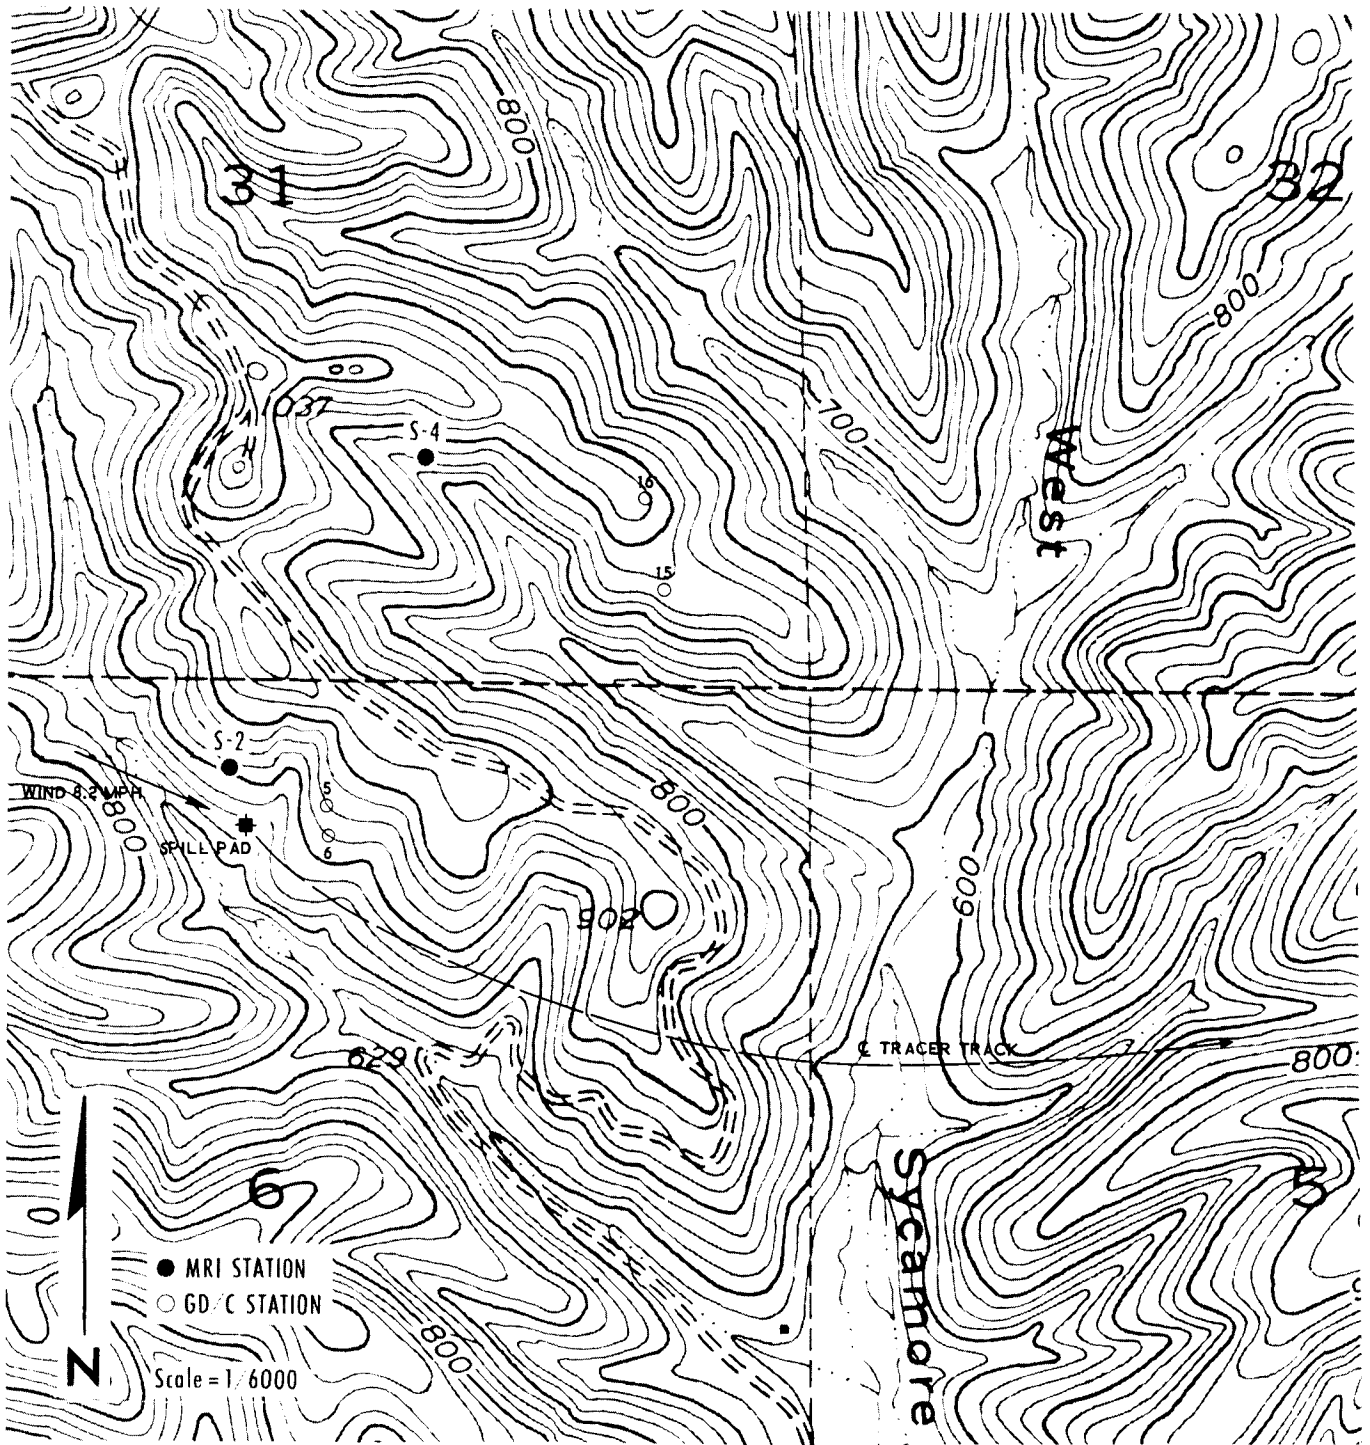 800
31
32
800
1037
S-4
700
16
West
15
S-2
WIND 8.2 MPH
5
800
800
SPILL PAD
6
600
902
629
℄ TRACER TRACK
800
6
5
Sycamore
0
● MRI STATION
○ GD/C STATION
800
N
Scale = 1/6000